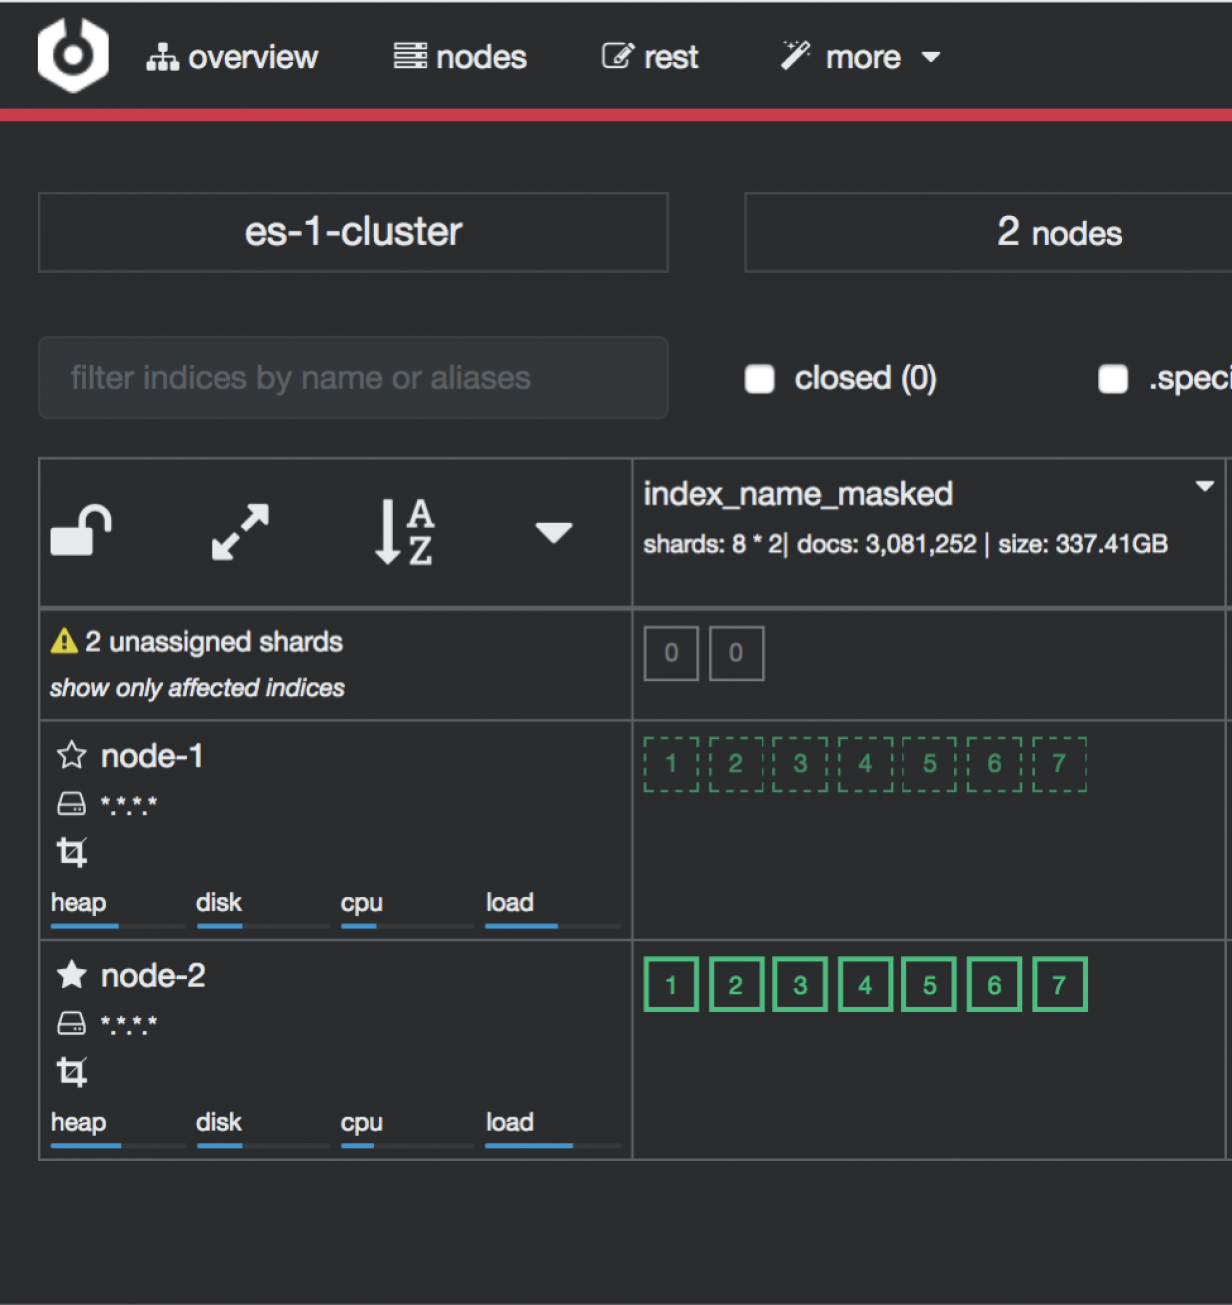 overview nodes rest more
es-1-cluster 2 nodes
filter indices by name or aliases closed (0) .speci
index_name_masked
shards: 8 * 2| docs: 3,081,252 | size: 337.41GB
A
Z
2 unassigned shards
show only affected indices
0 0
node-1
*.*.*.*
heap disk cpu load
1 2 3 4 5 6 7
node-2
*.*.*.*
heap disk cpu load
1 2 3 4 5 6 7